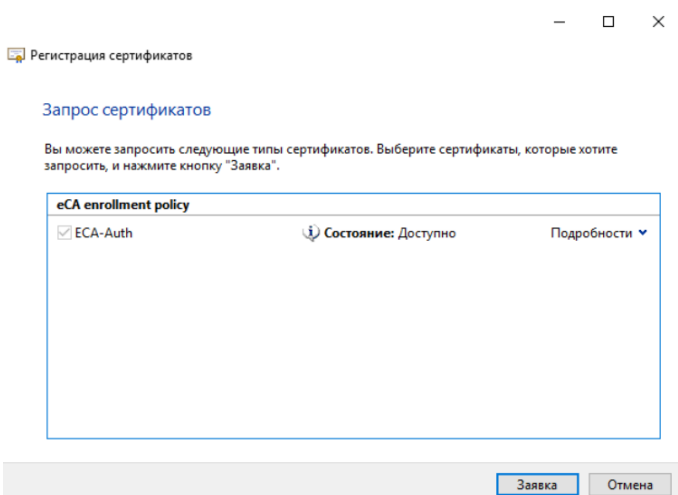 Регистрация сертификатов
Запрос сертификатов
Вы можете запросить следующие типы сертификатов. Выберите сертификаты, которые хотите
запросить, и нажмите кнопку "Заявка".
eCA enrollment policy
ECA-Auth Состояние: Доступно Подробности
Заявка Отмена